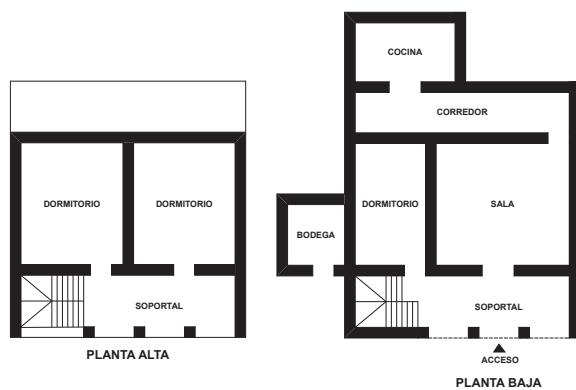 DORMITORIO
DORMITORIO
SOPORTAL
PLANTA ALTA
COCINA
CORREDOR
DORMITORIO
SALA
BODEGA
SOPORTAL
ACCESO
PLANTA BAJA